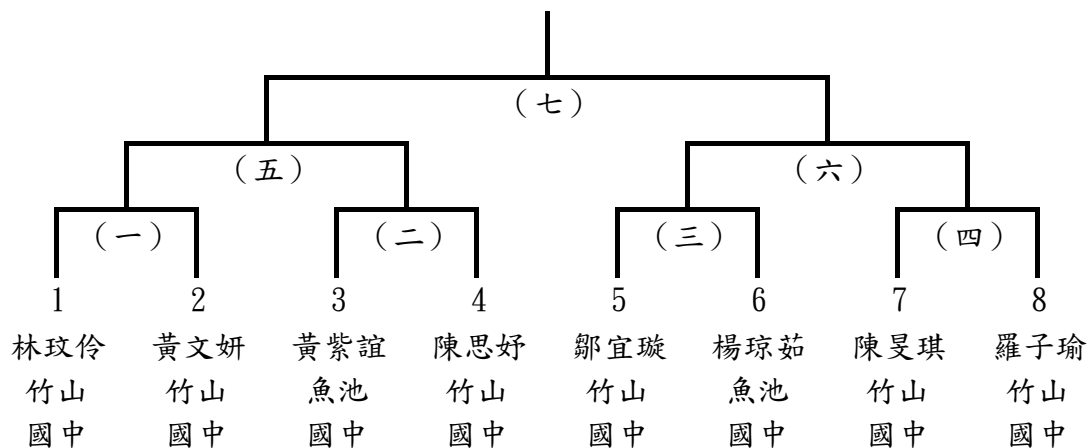 （七）
（五） （六）
（一） （二） （三） （四）
1 2 3 4 5 6 7 8
林玟伶 黃文妍 黃紫誼 陳思妤 鄒宜璇 楊琼茹 陳旻琪 羅子瑜
竹山 竹山 魚池 竹山 竹山 魚池 竹山 竹山
國中 國中 國中 國中 國中 國中 國中 國中